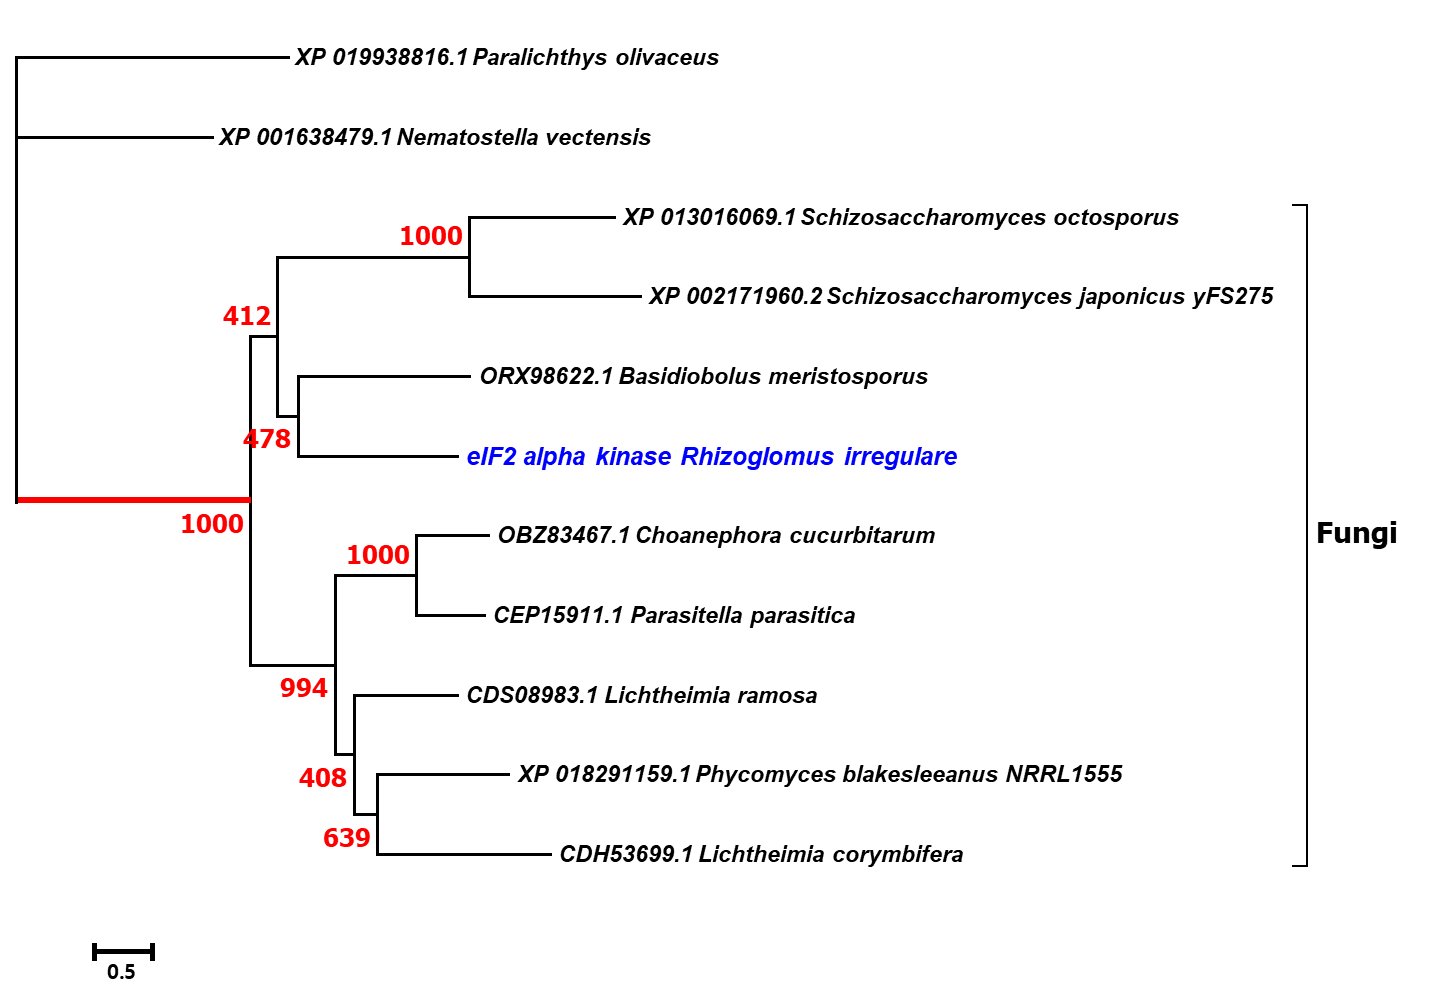 XP 019938816.1 Paralichthys olivaceus
XP 001638479.1 Nematostella vectensis
XP 013016069.1 Schizosaccharomyces octosporus
1000
XP 002171960.2 Schizosaccharomyces japonicus yFS275
412
ORX98622.1 Basidiobolus meristosporus
478
eIF2 alpha kinase Rhizoglomus irregulare
1000
OBZ83467.1 Choanephora cucurbitarum
Fungi
1000
CEP15911.1 Parasitella parasitica
994
CDS08983.1 Lichtheimia ramosa
408
XP 018291159.1 Phycomyces blakesleeanus NRRL1555
639
CDH53699.1 Lichtheimia corymbifera
0.5